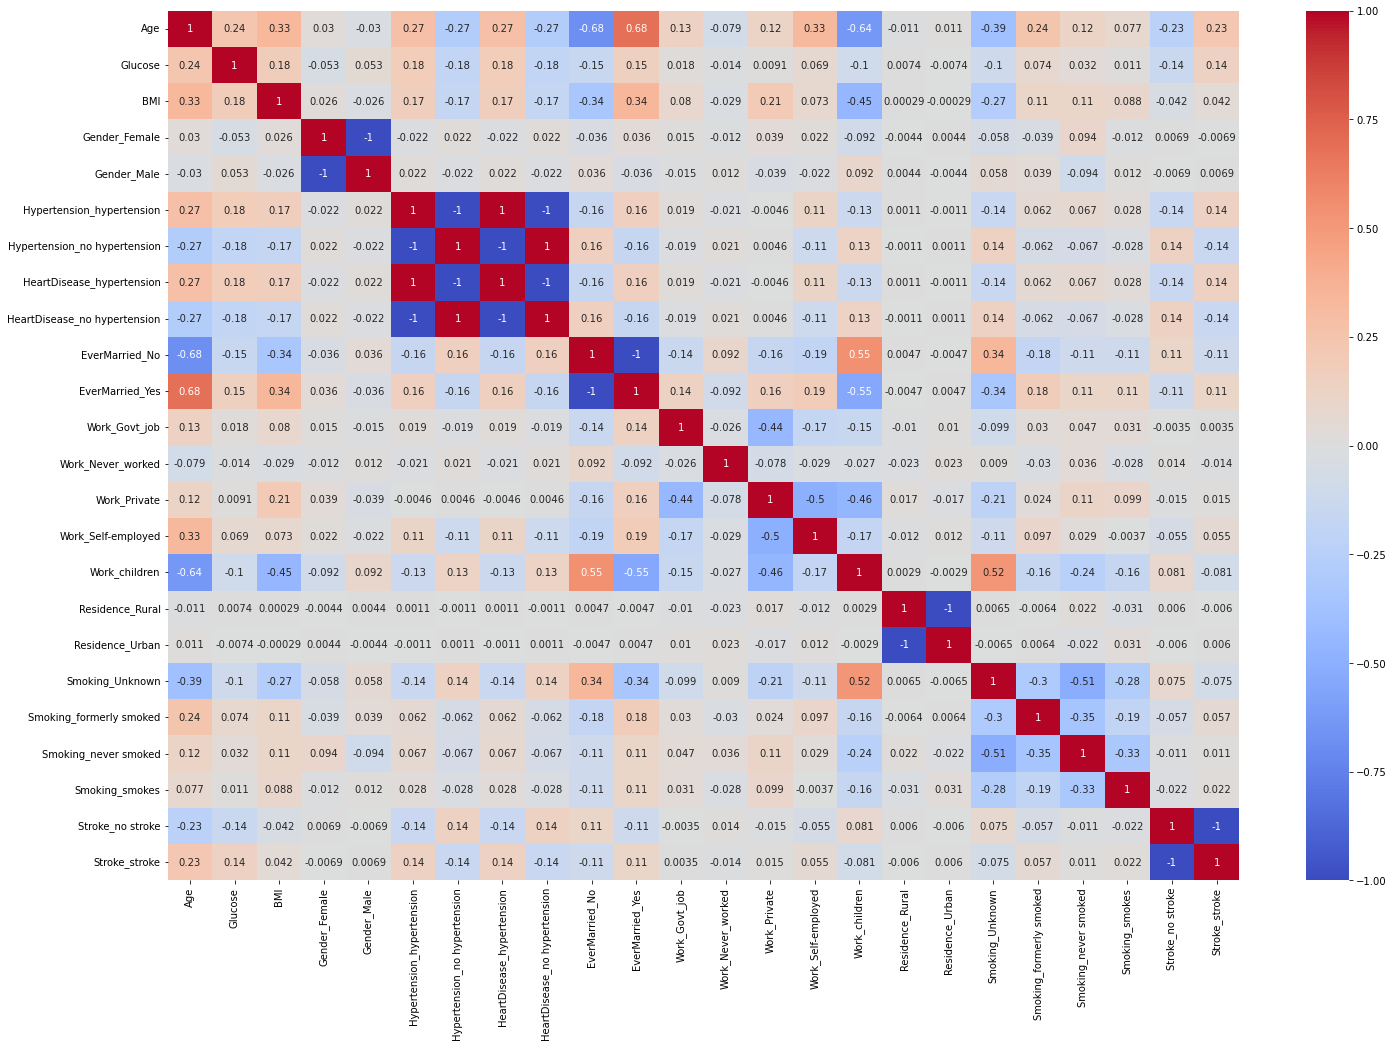 Age 1 0.24 0.33 0.03 -0.03 0.27 -0.27 0.27 -0.27 -0.68 0.68 0.13 -0.079 0.12 0.33 -0.64 -0.011 0.011 -0.39 0.24 0.12 0.077 -0.23 0.23
Glucose 0.24 1 0.18 -0.053 0.053 0.18 -0.18 0.18 -0.18 -0.15 0.15 0.018 -0.014 0.0091 0.069 -0.1 0.0074 -0.0074 -0.1 0.074 0.032 0.011 -0.14 0.14
BMI 0.33 0.18 1 0.026 -0.026 0.17 -0.17 0.17 -0.17 -0.34 0.34 0.08 -0.029 0.21 0.073 -0.45 0.00029 -0.00029 -0.27 0.11 0.11 0.088 -0.042 0.042
Gender_Female 0.03 -0.053 0.026 1 -1 -0.022 0.022 -0.022 0.022 -0.036 0.036 0.015 -0.012 0.039 0.022 -0.092 -0.0044 0.0044 -0.058 -0.039 0.094 -0.012 0.0069 -0.0069
Gender_Male -0.03 0.053 -0.026 -1 1 0.022 -0.022 0.022 -0.022 0.036 -0.036 -0.015 0.012 -0.039 -0.022 0.092 0.0044 -0.0044 0.058 0.039 -0.094 0.012 -0.0069 0.0069
Hypertension_hypertension 0.27 0.18 0.17 -0.022 0.022 1 -1 1 -1 -0.16 0.16 0.019 -0.021 -0.0046 0.11 -0.13 0.0011 -0.0011 -0.14 0.062 0.067 0.028 -0.14 0.14
Hypertension_no hypertension -0.27 -0.18 -0.17 0.022 -0.022 -1 1 -1 1 0.16 -0.16 -0.019 0.021 0.0046 -0.11 0.13 -0.0011 0.0011 0.14 -0.062 -0.067 -0.028 0.14 -0.14
HeartDisease_hypertension 0.27 0.18 0.17 -0.022 0.022 1 -1 1 -1 -0.16 0.16 0.019 -0.021 -0.0046 0.11 -0.13 0.0011 -0.0011 -0.14 0.062 0.067 0.028 -0.14 0.14
HeartDisease_no hypertension -0.27 -0.18 -0.17 0.022 -0.022 -1 1 -1 1 0.16 -0.16 -0.019 0.021 0.0046 -0.11 0.13 -0.0011 0.0011 0.14 -0.062 -0.067 -0.028 0.14 -0.14
EverMarried_No -0.68 -0.15 -0.34 -0.036 0.036 -0.16 0.16 -0.16 0.16 1 -1 -0.14 0.092 -0.16 -0.19 0.55 0.0047 -0.0047 0.34 -0.18 -0.11 -0.11 0.11 -0.11
EverMarried_Yes 0.68 0.15 0.34 0.036 -0.036 0.16 -0.16 0.16 -0.16 -1 1 0.14 -0.092 0.16 0.19 -0.55 -0.0047 0.0047 -0.34 0.18 0.11 0.11 -0.11 0.11
Work_Govt_job 0.13 0.018 0.08 0.015 -0.015 0.019 -0.019 0.019 -0.019 -0.14 0.14 1 -0.026 -0.44 -0.17 -0.15 -0.01 0.01 -0.099 0.03 0.047 0.031 -0.0035 0.0035
Work_Never_worked -0.079 -0.014 -0.029 -0.012 0.012 -0.021 0.021 -0.021 0.021 0.092 -0.092 -0.026 1 -0.078 -0.029 -0.027 -0.023 0.023 0.009 -0.03 0.036 -0.028 0.014 -0.014
Work_Private 0.12 0.0091 0.21 0.039 -0.039 -0.0046 0.0046 -0.0046 0.0046 -0.16 0.16 -0.44 -0.078 1 -0.5 -0.46 0.017 -0.017 -0.21 0.024 0.11 0.099 -0.015 0.015
Work_Self-employed 0.33 0.069 0.073 0.022 -0.022 0.11 -0.11 0.11 -0.11 -0.19 0.19 -0.17 -0.029 -0.5 1 -0.17 -0.012 0.012 -0.11 0.097 0.029 -0.0037 -0.055 0.055
Work_children -0.64 -0.1 -0.45 -0.092 0.092 -0.13 0.13 -0.13 0.13 0.55 -0.55 -0.15 -0.027 -0.46 -0.17 1 0.0029 -0.0029 0.52 -0.16 -0.24 -0.16 0.081 -0.081
Residence_Rural -0.011 0.0074 0.00029 -0.0044 0.0044 0.0011 -0.0011 0.0011 -0.0011 0.0047 -0.0047 -0.01 -0.023 0.017 -0.012 0.0029 1 -1 0.0065 -0.0064 0.022 -0.031 0.006 -0.006
Residence_Urban 0.011 -0.0074 -0.00029 0.0044 -0.0044 -0.0011 0.0011 -0.0011 0.0011 -0.0047 0.0047 0.01 0.023 -0.017 0.012 -0.0029 -1 1 -0.0065 0.0064 -0.022 0.031 -0.006 0.006
Smoking_Unknown -0.39 -0.1 -0.27 -0.058 0.058 -0.14 0.14 -0.14 0.14 0.34 -0.34 -0.099 0.009 -0.21 -0.11 0.52 0.0065 -0.0065 1 -0.3 -0.51 -0.28 0.075 -0.075
Smoking_formerly smoked 0.24 0.074 0.11 -0.039 0.039 0.062 -0.062 0.062 -0.062 -0.18 0.18 0.03 -0.03 0.024 0.097 -0.16 -0.0064 0.0064 -0.3 1 -0.35 -0.19 -0.057 0.057
Smoking_never smoked 0.12 0.032 0.11 0.094 -0.094 0.067 -0.067 0.067 -0.067 -0.11 0.11 0.047 0.036 0.11 0.029 -0.24 0.022 -0.022 -0.51 -0.35 1 -0.33 -0.011 0.011
Smoking_smokes 0.077 0.011 0.088 -0.012 0.012 0.028 -0.028 0.028 -0.028 -0.11 0.11 0.031 -0.028 0.099 -0.0037 -0.16 -0.031 0.031 -0.28 -0.19 -0.33 1 -0.022 0.022
Stroke_no stroke -0.23 -0.14 -0.042 0.0069 -0.0069 -0.14 0.14 -0.14 0.14 0.11 -0.11 -0.0035 0.014 -0.015 -0.055 0.081 0.006 -0.006 0.075 -0.057 -0.011 -0.022 1 -1
Stroke_stroke 0.23 0.14 0.042 -0.0069 0.0069 0.14 -0.14 0.14 -0.14 -0.11 0.11 0.0035 -0.014 0.015 0.055 -0.081 -0.006 0.006 -0.075 0.057 0.011 0.022 -1 1
Age
Glucose
BMI
Gender_Female
Gender_Male
Hypertension_hypertension
Hypertension_no hypertension
HeartDisease_hypertension
HeartDisease_no hypertension
EverMarried_No
EverMarried_Yes
Work_Govt_job
Work_Never_worked
Work_Private
Work_Self-employed
Work_children
Residence_Rural
Residence_Urban
Smoking_Unknown
Smoking_formerly smoked
Smoking_never smoked
Smoking_smokes
Stroke_no stroke
Stroke_stroke
1.00
0.75
0.50
0.25
0.00
−0.25
−0.50
−0.75
−1.00